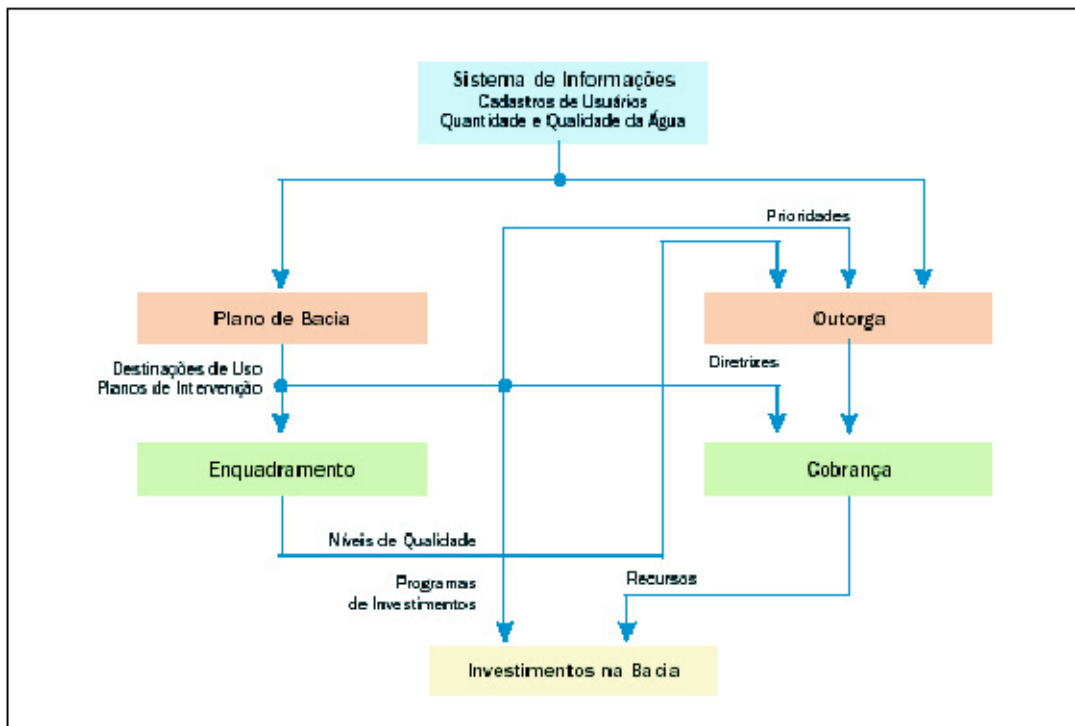 Sistema de Informações
Cadastros de Usuários
Quantidade e Qualidade da Água
Prioridades
Plano de Bacia
Outorga
Destinações de Uso
Planos de Intervenção
Diretrizes
Enquadramento
Cobrança
Níveis de Qualidade
Programas
de Investimentos
Recursos
Investimentos na Bacia